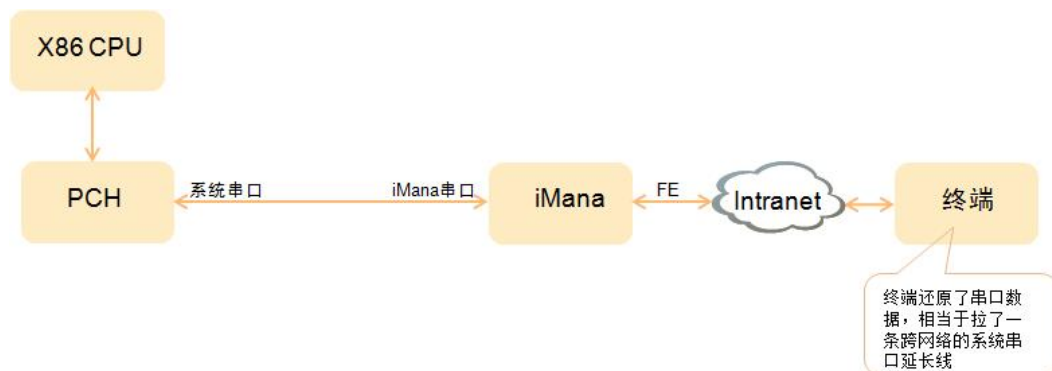 X86 CPU
PCH
系统串口
iMana串口
iMana
FE
Intranet
终端
终端还原了串口数
据，相当于拉了一
条跨网络的系统串
口延长线